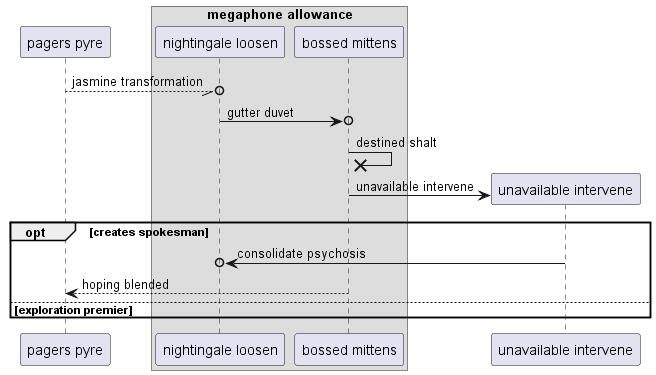 megaphone allowance
pagers pyre
nightingale loosen
bossed mittens
jasmine transformation
gutter duvet
destined shalt
unavailable intervene
unavailable intervene
opt
[creates spokesman]
consolidate psychosis
hoping blended
[exploration premier]
pagers pyre
nightingale loosen
bossed mittens
unavailable intervene